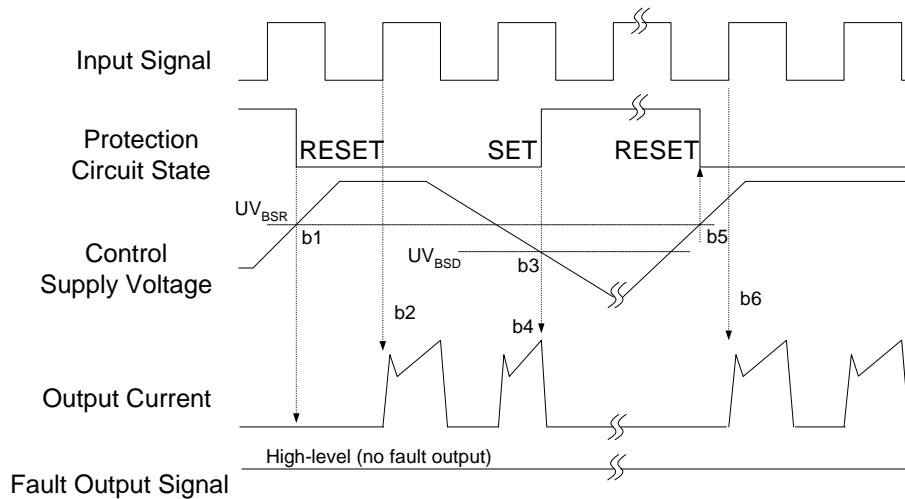 Input Signal
Protection
Circuit State
RESET
SET
RESET
UVBSR
b1
b5
UVBSD
b3
Control
Supply Voltage
b2
b4
b6
Output Current
High-level (no fault output)
Fault Output Signal